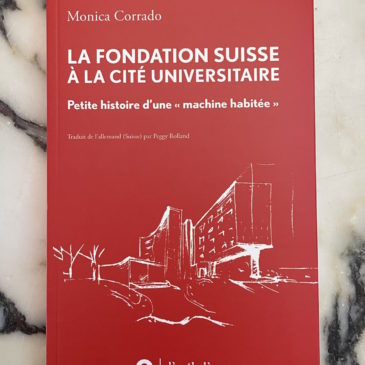 Monica Corrado
LA FONDATION SUISSE
À LA CITÉ UNIVERSITAIRE
Petite histoire d'une « machine habitée »
Traduit de l'allemand (Suisse) par Peggy Rolland